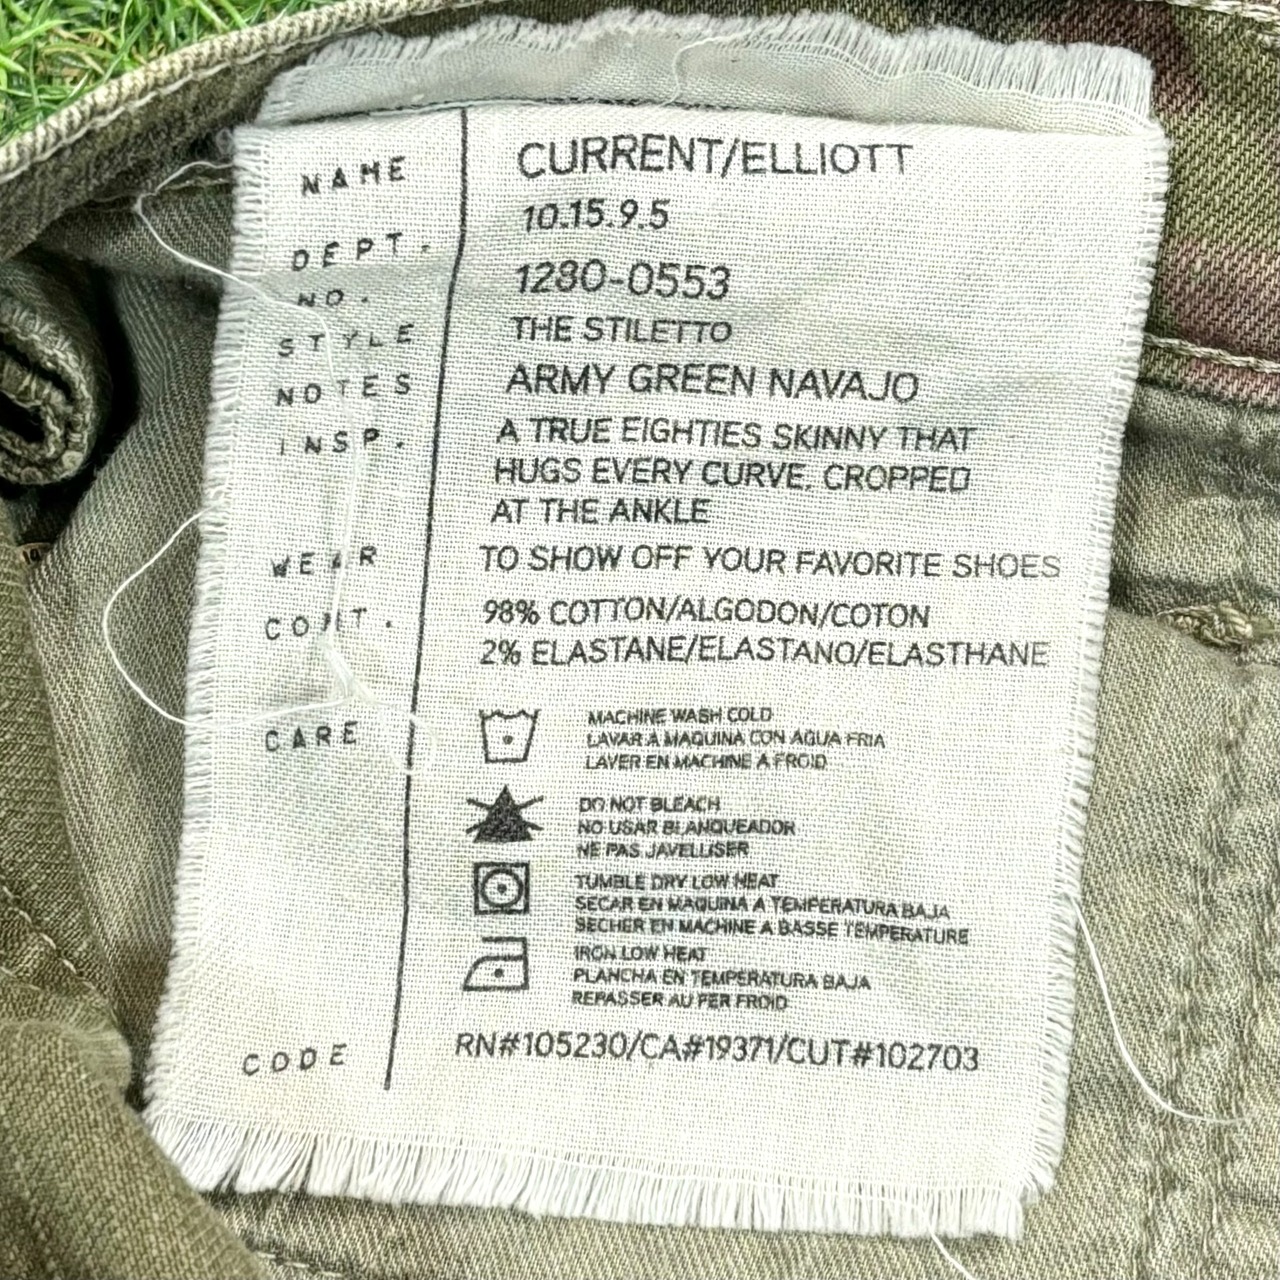 NAME CURRENT/ELLIOTT
10.15.9.5
DEPT.
NO. 1280-0553
STYLE THE STILETTO
NOTES ARMY GREEN NAVAJO
INSP. A TRUE EIGHTIES SKINNY THAT
HUGS EVERY CURVE, CROPPED
AT THE ANKLE
WEAR TO SHOW OFF YOUR FAVORITE SHOES
CONT. 98% COTTON/ALGODON/COTON
2% ELASTANE/ELASTANO/ELASTHANE
CARE MACHINE WASH COLD
LAVAR A MAQUINA CON AGUA FRIA
LAVER EN MACHINE A FROID
DO NOT BLEACH
NO USAR BLANQUEADOR
NE PAS JAVELLISER
TUMBLE DRY LOW HEAT
SECAR EN MAQUINA A TEMPERATURA BAJA
SECHER EN MACHINE A BASSE TEMPERATURE
IRON LOW HEAT
PLANCHA EN TEMPERATURA BAJA
REPASSER AU FER FROID
CODE RN#105230/CA#19371/CUT#102703